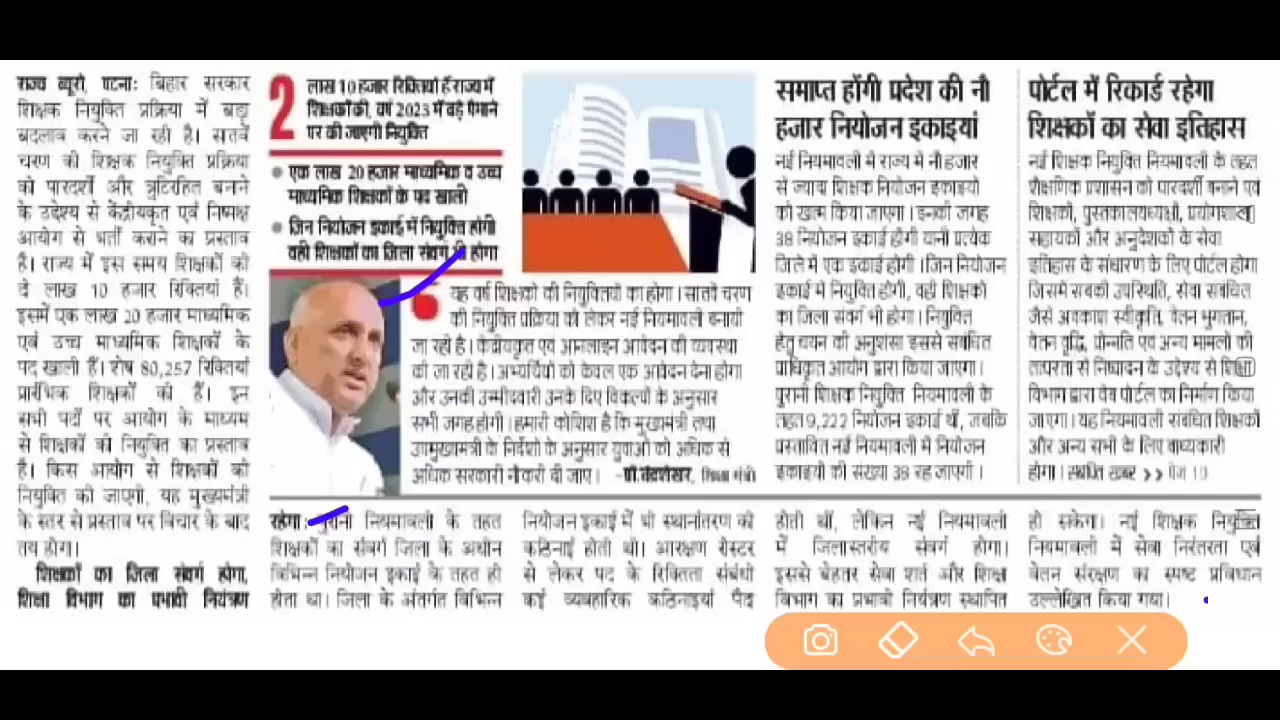 राज्य ब्यूरो, पटना: बिहार सरकार
शिक्षक नियुक्ति प्रक्रिया में बड़ा
बदलाव करने जा रही है। सातवें
चरण की शिक्षक नियुक्ति प्रक्रिया
को पारदर्शी और त्रुटिरहित बनने
के उद्देश्य से केंद्रीयकृत एवं निष्पक्ष
आयोग से भर्ती कराने का प्रस्ताव
है। राज्य में इस समय शिक्षकों की
दो लाख 10 हजार रिक्तियां हैं।
इसमें एक लाख 20 हजार माध्यमिक
एवं उच्च माध्यमिक शिक्षकों के
पद खाली हैं। शेष 80,257 रिक्तियां
प्रारंभिक शिक्षकों की हैं। इन
सभी पदों पर आयोग के माध्यम
से शिक्षकों की नियुक्ति का प्रस्ताव
है। किस आयोग से शिक्षकों की
नियुक्ति की जाएगी, यह मुख्यमंत्री
के स्तर से प्रस्ताव पर विचार के बाद
तय होगा।
शिक्षकों का जिला संवर्ग होगा,
शिक्षा विभाग का प्रभावी नियंत्रण
2 लाख 10 हजार रिक्तियां हैं राज्य में
शिक्षकों की, वर्ष 2023 में बड़े पैमाने
पर की जाएगी नियुक्ति
एक लाख 20 हजार माध्यमिक व उच्च
माध्यमिक शिक्षकों के पद खाली
जिन नियोजन इकाई में नियुक्ति होगी
वही शिक्षकों का जिला संवर्ग भी होगा
यह वर्ष शिक्षकों की नियुक्तियों का होगा। सातवें चरण
की नियुक्ति प्रक्रिया को लेकर नई नियमावली बनायी
जा रही है। केंद्रीयकृत एवं आनलाइन आवेदन की व्यवस्था
की जा रही है। अभ्यर्थियों को केवल एक आवेदन देना होगा
और उनकी उम्मीदवारी उनके दिए विकल्पों के अनुसार
सभी जगह होगी। हमारी कोशिश है कि मुख्यमंत्री तथा
उपमुख्यमंत्री के निर्देशों के अनुसार युवाओं को अधिक से
अधिक सरकारी नौकरी दी जाए। -प्रो.चंद्रशेखर, शिक्षा मंत्री
रहेगा: पुरानी नियमावली के तहत
शिक्षकों का संवर्ग जिला के अधीन
विभिन्न नियोजन इकाई के तहत ही
होता था। जिला के अंतर्गत विभिन्न
नियोजन इकाई में भी स्थानांतरण की
कठिनाई होती थी। आरक्षण रोस्टर
से लेकर पद के रिक्तिता संबंधी
कई व्यवहारिक कठिनाइयां पैदा
समाप्त होंगी प्रदेश की नौ
हजार नियोजन इकाइयां
नई नियमावली में राज्य में नौ हजार
से ज्यादा शिक्षक नियोजन इकाइयों
को खत्म किया जाएगा। इनकी जगह
38 नियोजन इकाई होंगी यानी प्रत्येक
जिले में एक इकाई होगी। जिन नियोजन
इकाई में नियुक्ति होगी, वही शिक्षकों
का जिला संवर्ग भी होगा। नियुक्ति
हेतु चयन की अनुशंसा इससे संबंधित
प्राधिकृत आयोग द्वारा किया जाएगा।
पुरानी शिक्षक नियुक्ति नियमावली के
तहत 9,222 नियोजन इकाई थीं, जबकि
प्रस्तावित नई नियमावली में नियोजन
इकाइयों की संख्या 38 रह जाएगी।
होती थीं, लेकिन नई नियमावली
में जिलास्तरीय संवर्ग होगा।
इससे बेहतर सेवा शर्त और शिक्षा
विभाग का प्रभावी नियंत्रण स्थापित
पोर्टल में रिकार्ड रहेगा
शिक्षकों का सेवा इतिहास
नई शिक्षक नियुक्ति नियमावली के तहत
शैक्षणिक प्रशासन को पारदर्शी बनाने एवं
शिक्षकों, पुस्तकालयध्यक्षों, प्रयोगशाला
सहायकों और अनुदेशकों के सेवा
इतिहास के संधारण के लिए पोर्टल होगा
जिसमें सबकी उपस्थिति, सेवा संबंधित
जैसे अवकाश स्वीकृति, वेतन भुगतान,
वेतन वृद्धि, प्रोन्नति एवं अन्य मामलों की
तत्परता से निष्पादन के उद्देश्य से शिक्षा
विभाग द्वारा वेब पोर्टल का निर्माण किया
जाएगा। यह नियमावली संबंधित शिक्षकों
और अन्य सभी के लिए बाध्यकारी
होगा। संबंधित खबर >> पेज 10
हो सकेगा। नई शिक्षक नियुक्ति
नियमावली में सेवा निरंतरता एवं
वेतन संरक्षण का स्पष्ट प्रावधान
उल्लेखित किया गया।